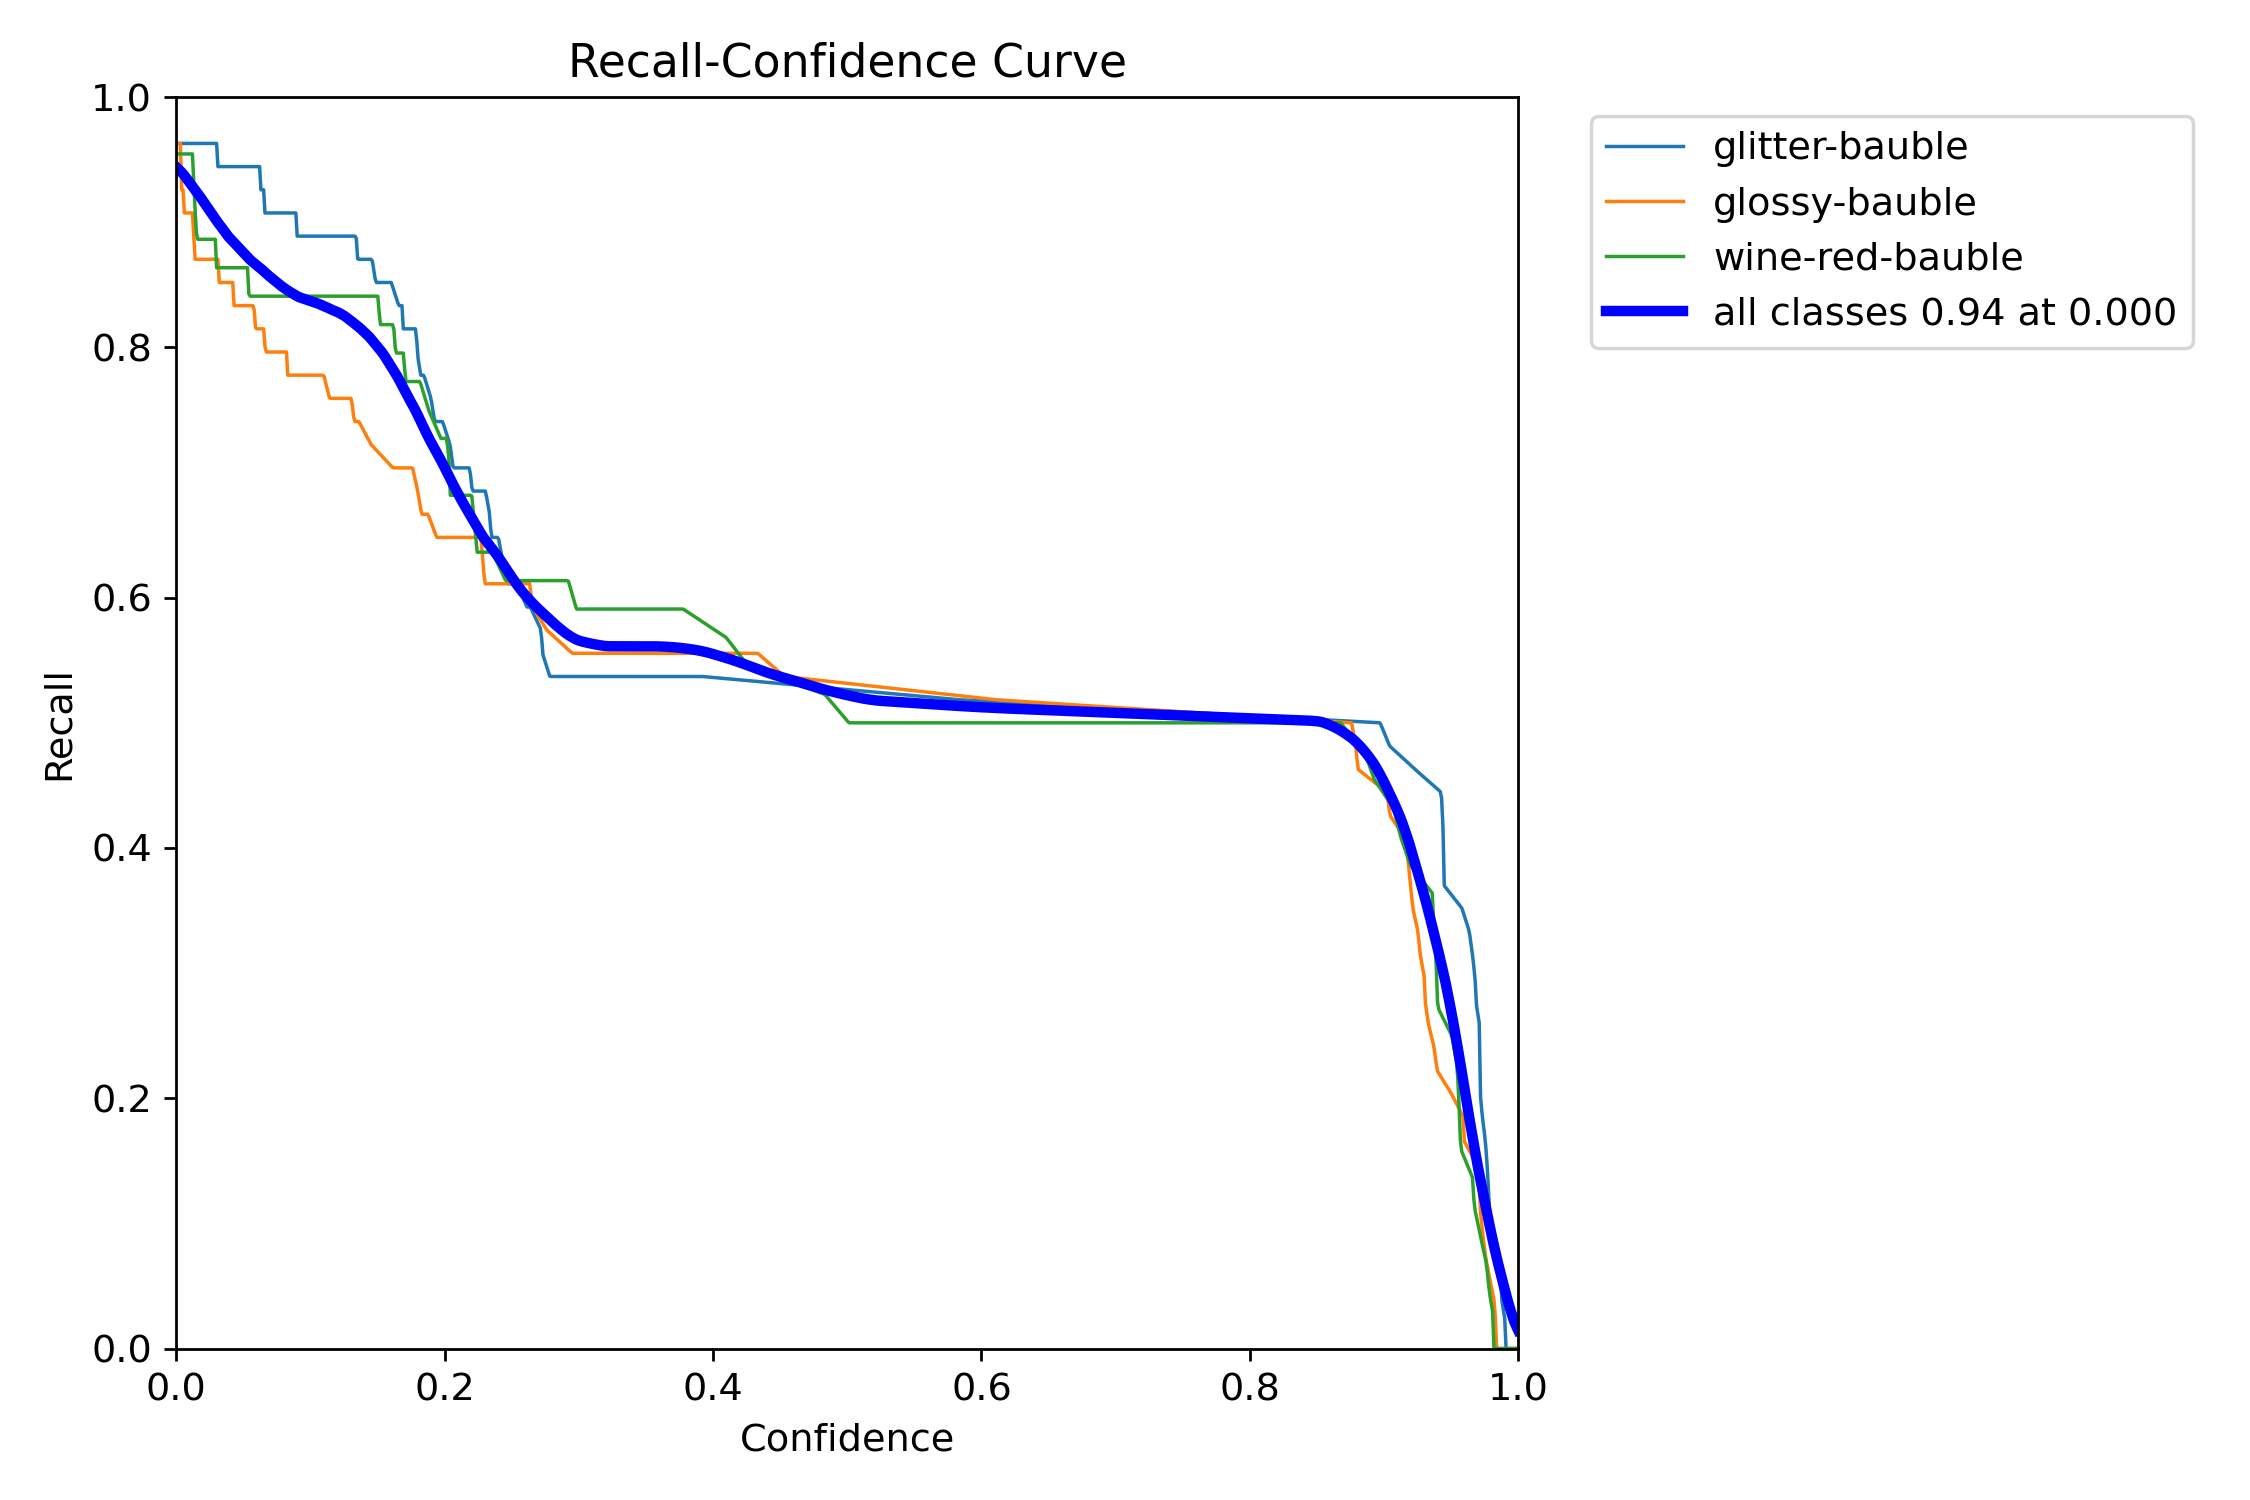 Recall-Confidence Curve
1.0
0.8
0.6
0.4
0.2
0.0
Recall
0.0 0.2 0.4 0.6 0.8 1.0
Confidence
glitter-bauble
glossy-bauble
wine-red-bauble
all classes 0.94 at 0.000